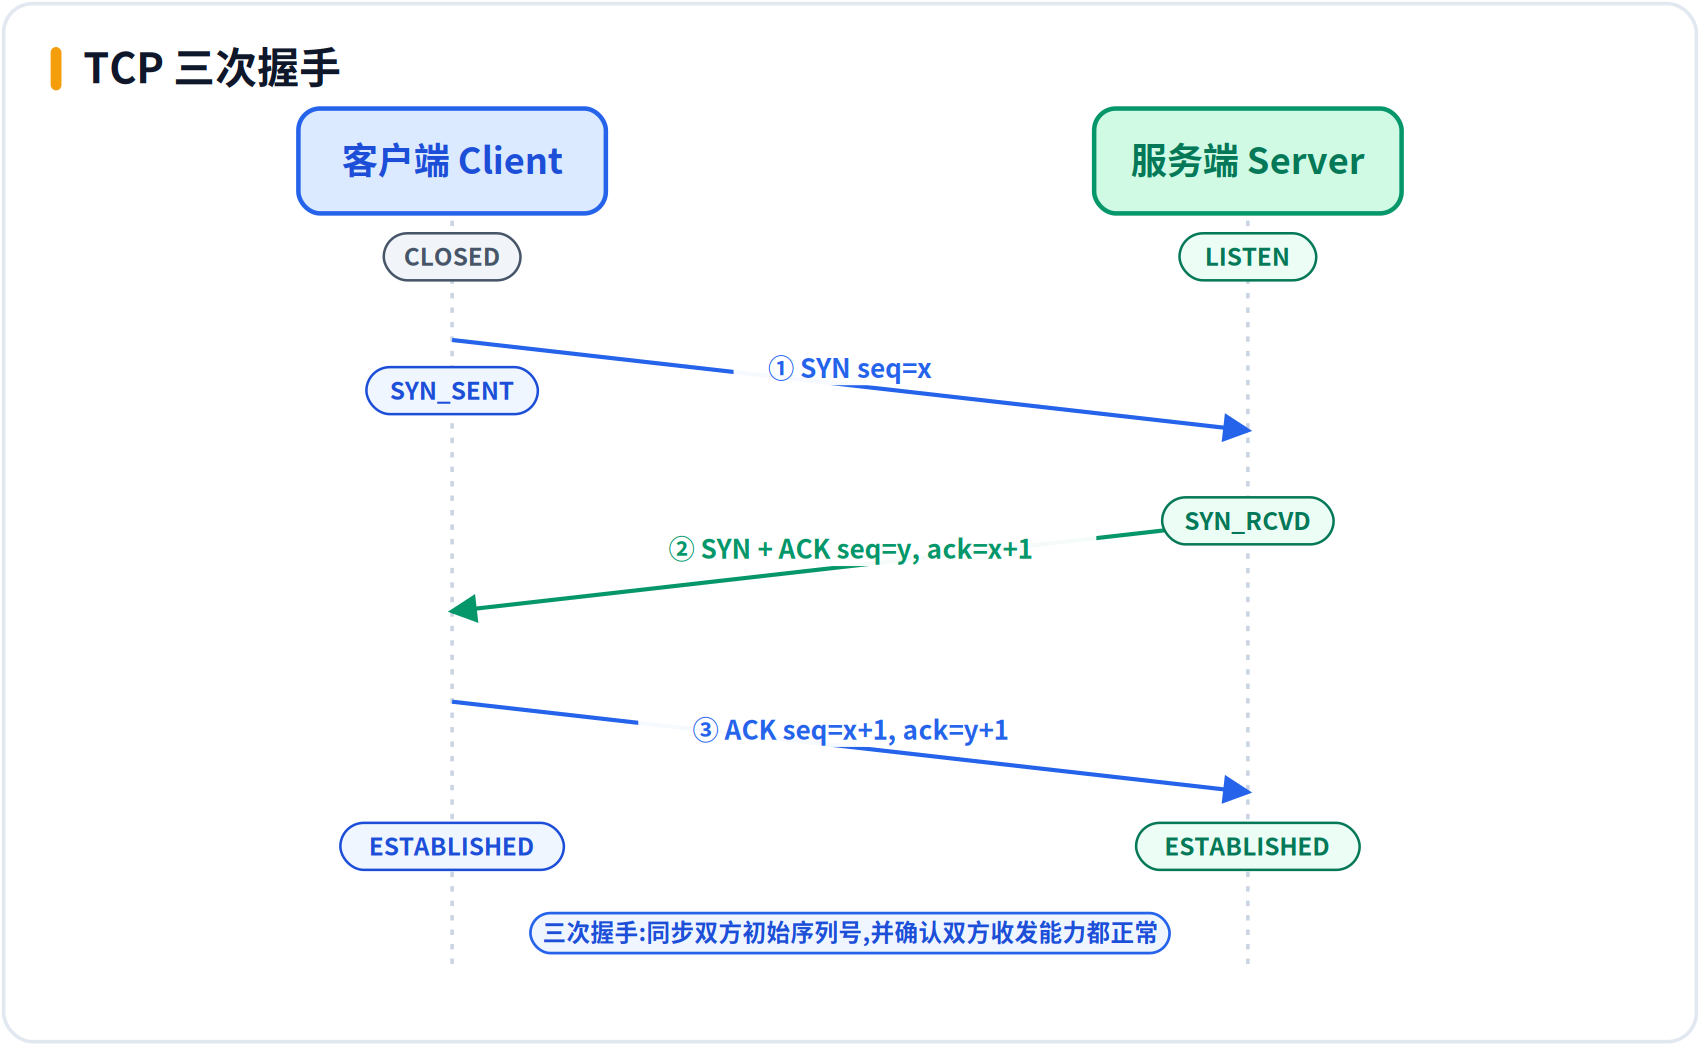 TCP 三次握手
客户端 Client
服务端 Server
CLOSED
LISTEN
① SYN seq=x
SYN_SENT
SYN_RCVD
② SYN + ACK seq=y, ack=x+1
③ ACK seq=x+1, ack=y+1
ESTABLISHED
ESTABLISHED
三次握手:同步双方初始序列号,并确认双方收发能力都正常